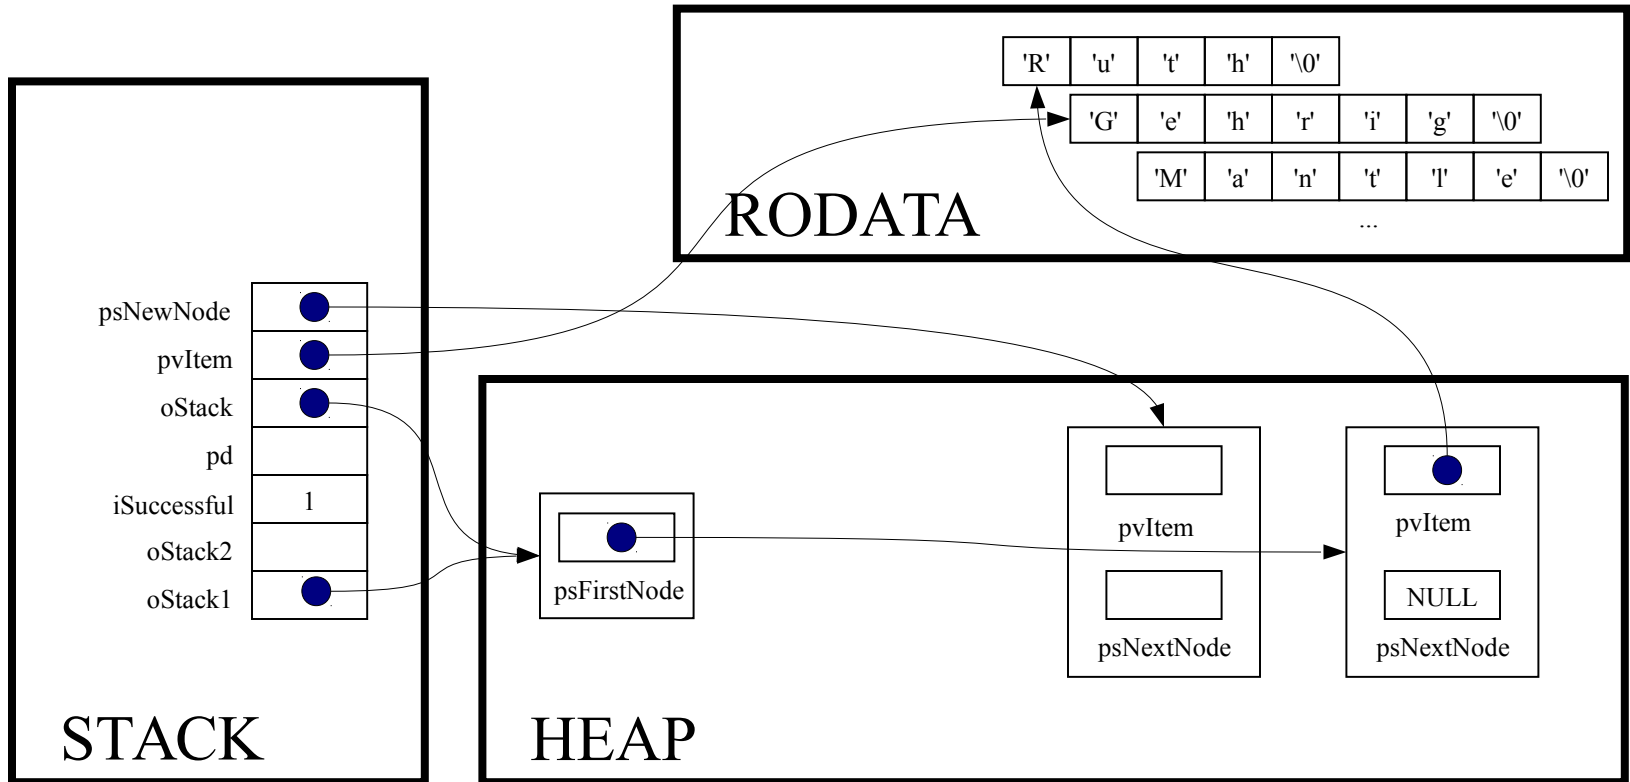 'R' 'u' 't' 'h' '\0'
'G' 'e' 'h' 'r' 'i' 'g' '\0'
'M' 'a' 'n' 't' 'l' 'e' '\0'
...
RODATA
psNewNode
pvItem
oStack
pd
iSuccessful 1
oStack2
oStack1
STACK
psFirstNode
pvItem
psNextNode
pvItem
NULL
psNextNode
HEAP